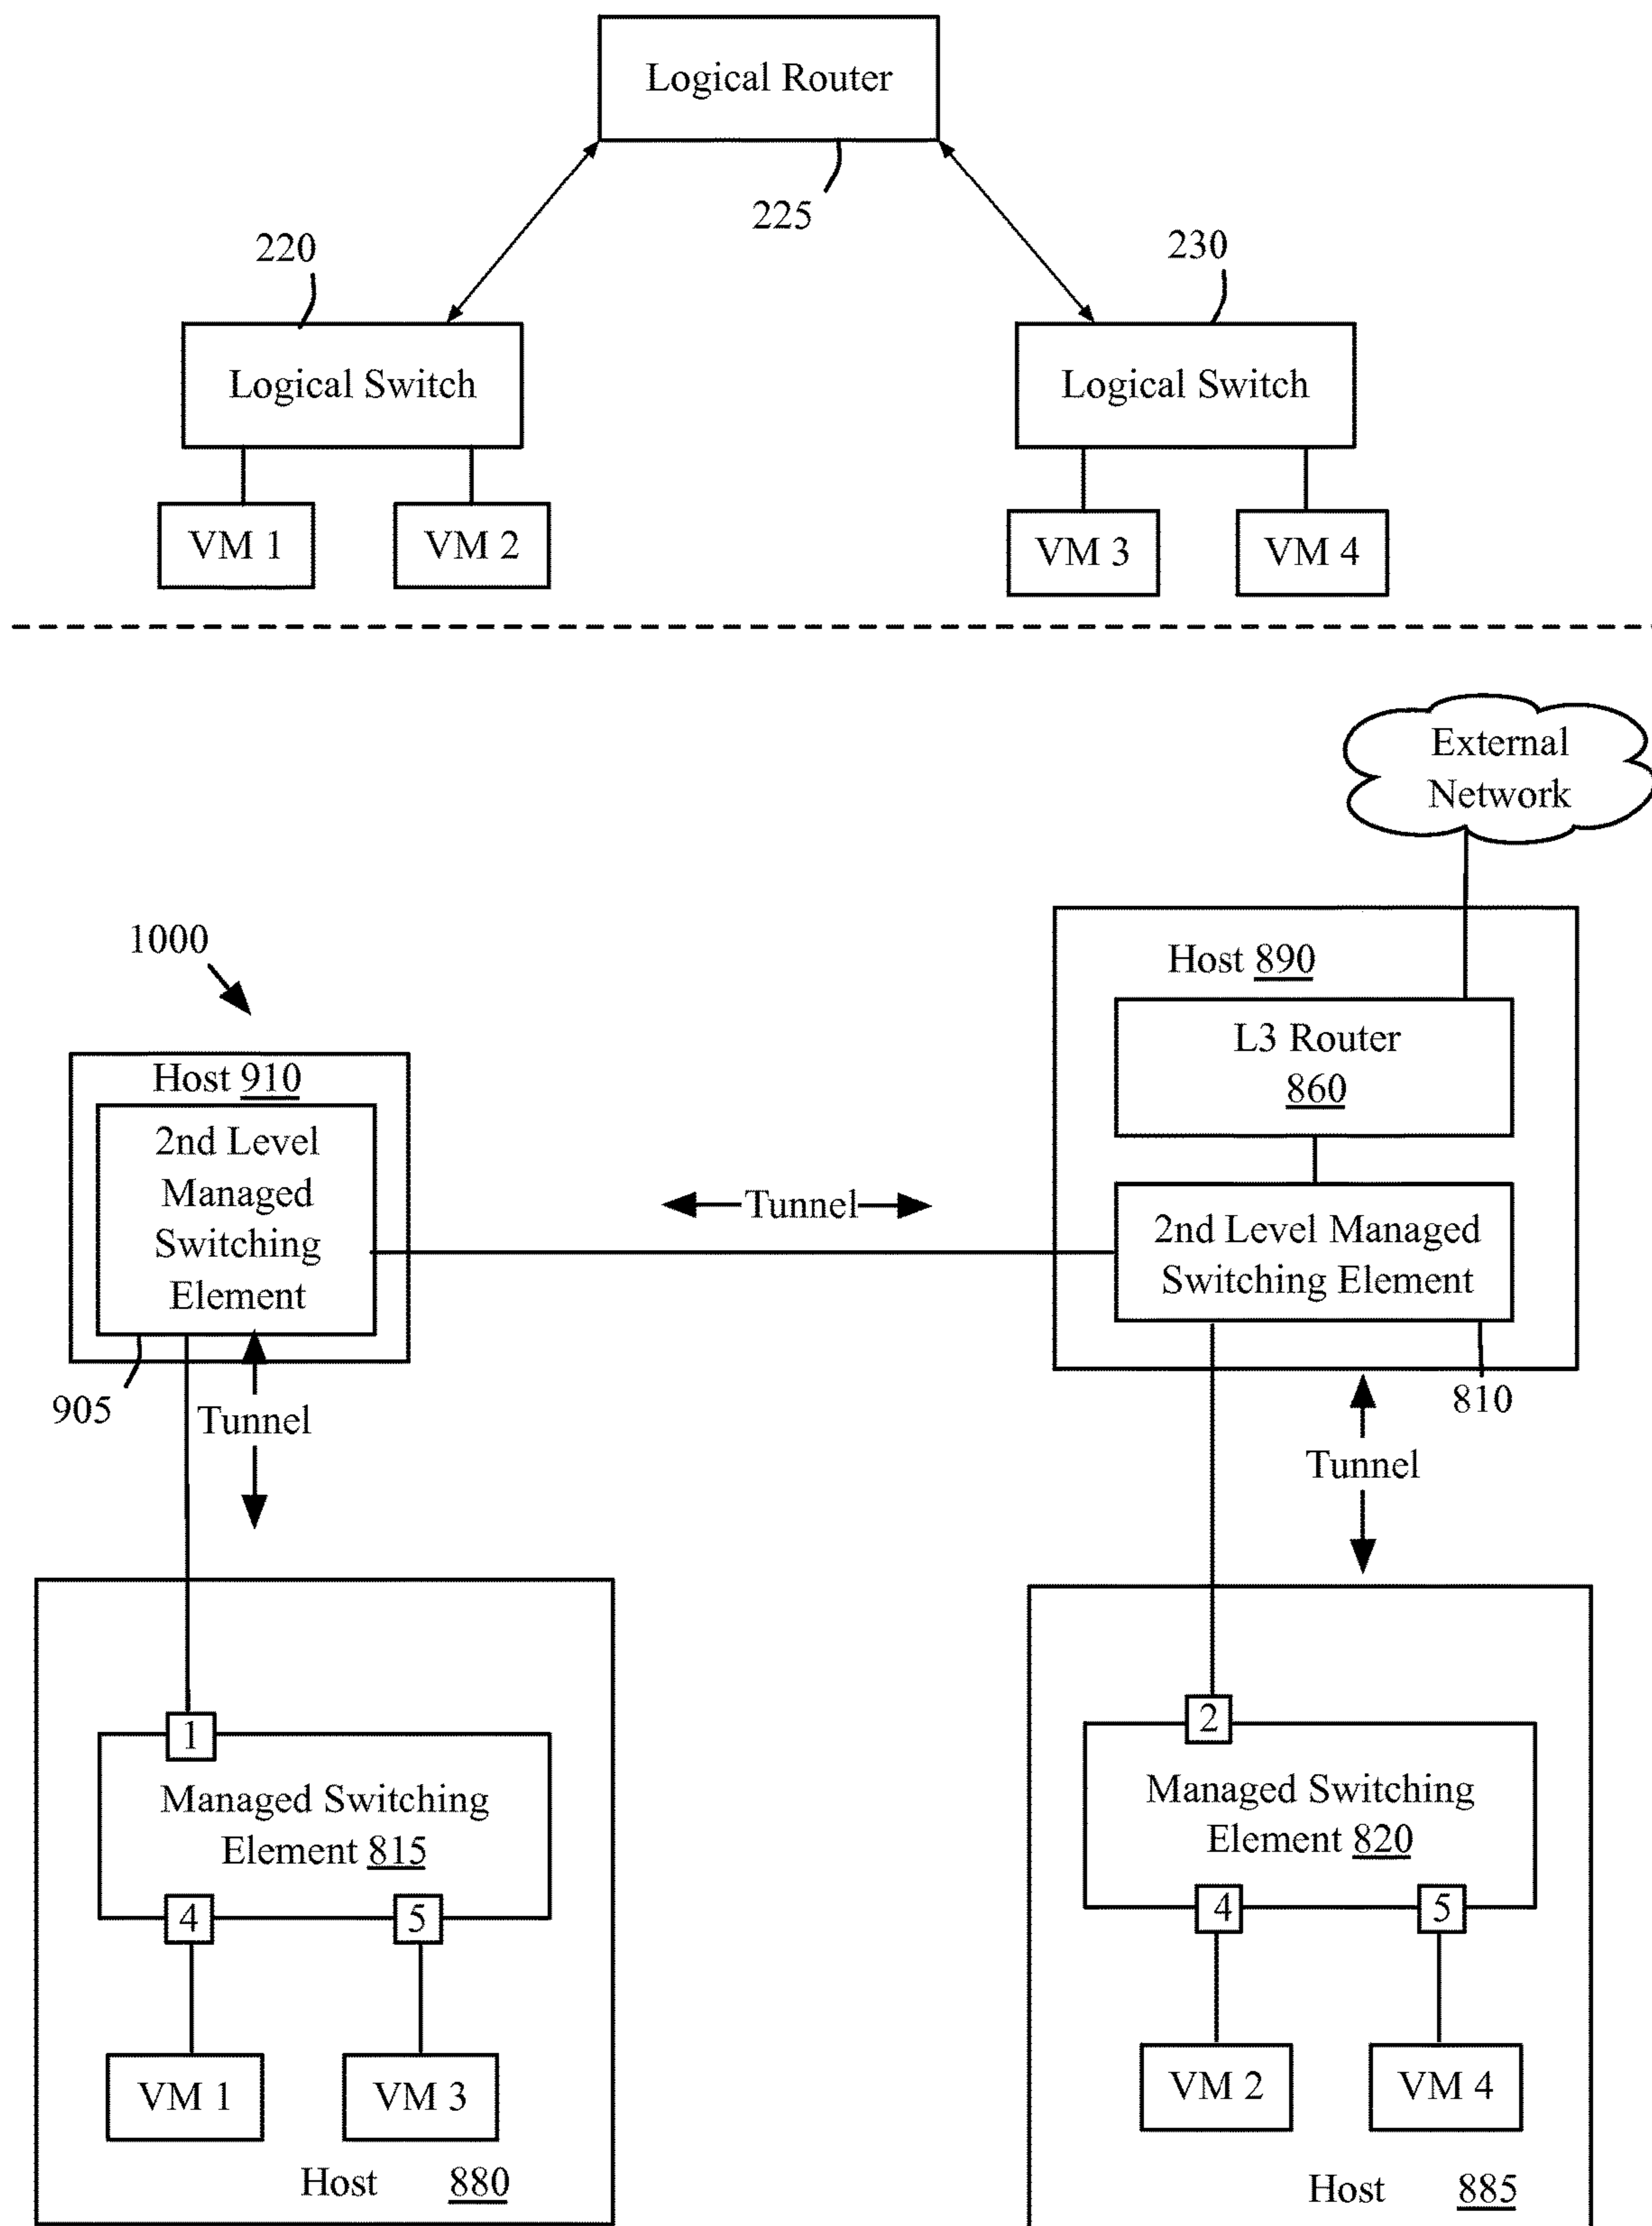 Logical Router
225
220
230
Logical Switch
Logical Switch
VM 1
VM 2
VM 3
VM 4
External
Network
1000
Host 890
L3 Router
860
Host 910
2nd Level
Managed
Switching
Element
Tunnel
2nd Level Managed
Switching Element
905
Tunnel
810
Tunnel
1
Managed Switching
Element 815
4
5
VM 1
VM 3
Host 880
2
Managed Switching
Element 820
4
5
VM 2
VM 4
Host 885